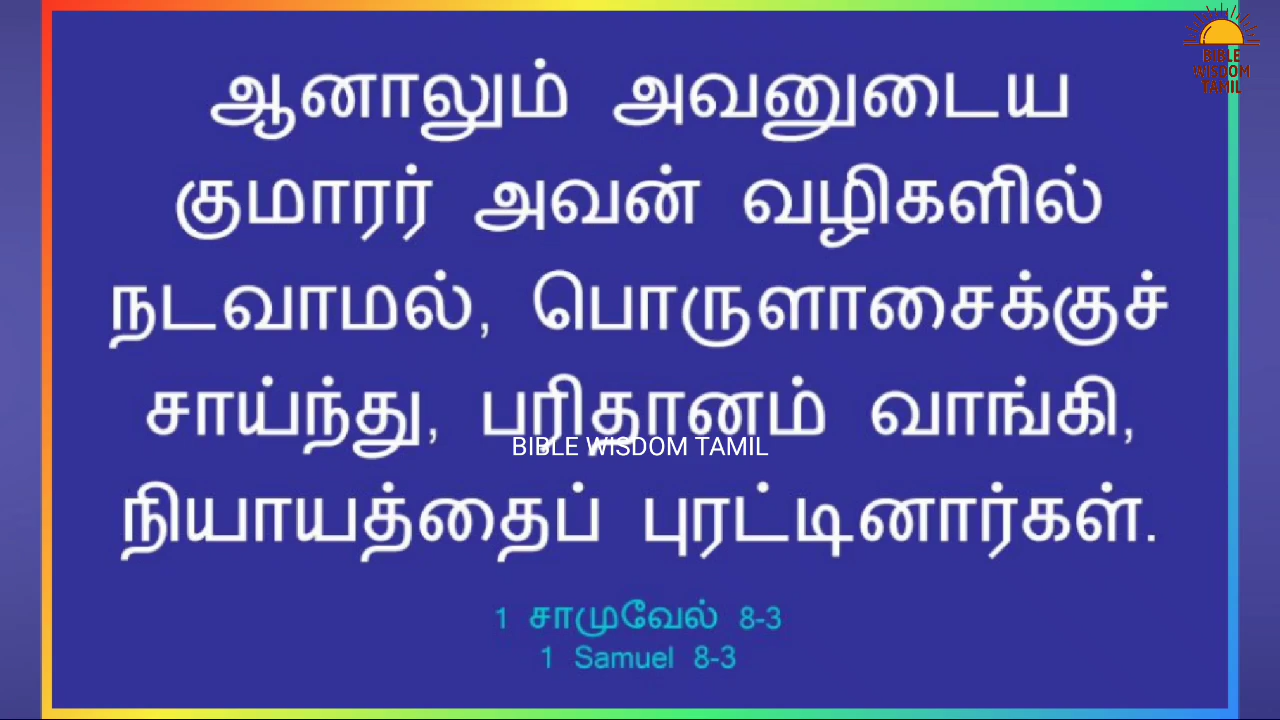 ஆனாலும் அவனுடைய
குமாரர் அவன் வழிகளில்
நடவாமல், பொருளாசைக்குச்
சாய்ந்து, பரிதானம் வாங்கி,
BIBLE WISDOM TAMIL
நியாயத்தைப் புரட்டினார்கள்.
1 சாமுவேல் 8-3
1 Samuel 8-3
BIBLE
WISDOM
TAMIL